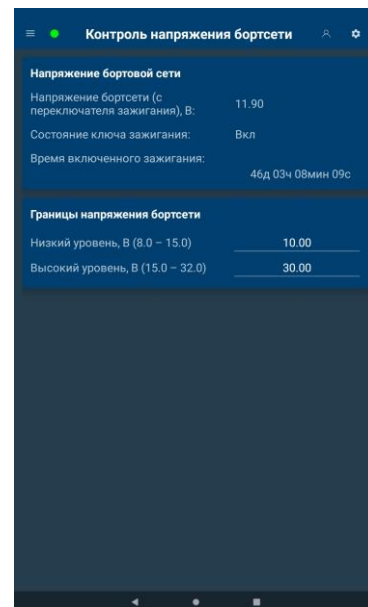 Контроль напряжения бортсети
Напряжение бортовой сети
Напряжение бортсети (с
переключателя зажигания), В:
11.90
Состояние ключа зажигания: Вкл
Время включенного зажигания:
46д 03ч 08мин 09с
Границы напряжения бортсети
Низкий уровень, В (8.0 – 15.0) 10.00
Высокий уровень, В (15.0 – 32.0) 30.00